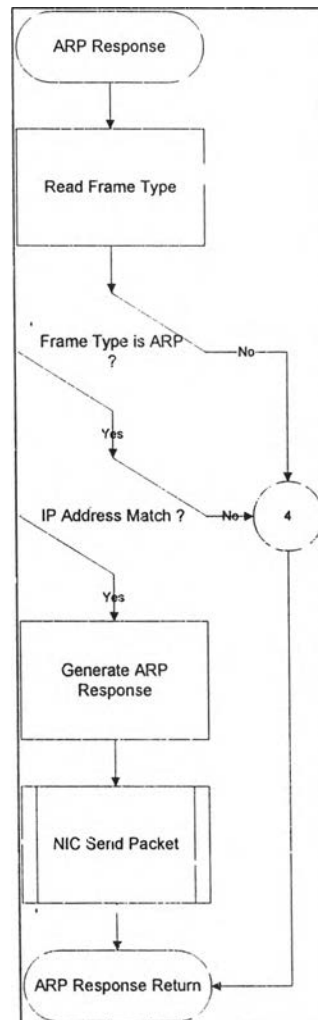 ARP Response
Read Frame Type
Frame Type is ARP
?
No
Yes
IP Address Match ?
No
4
Yes
Generate ARP
Response
NIC Send Packet
ARP Response Return